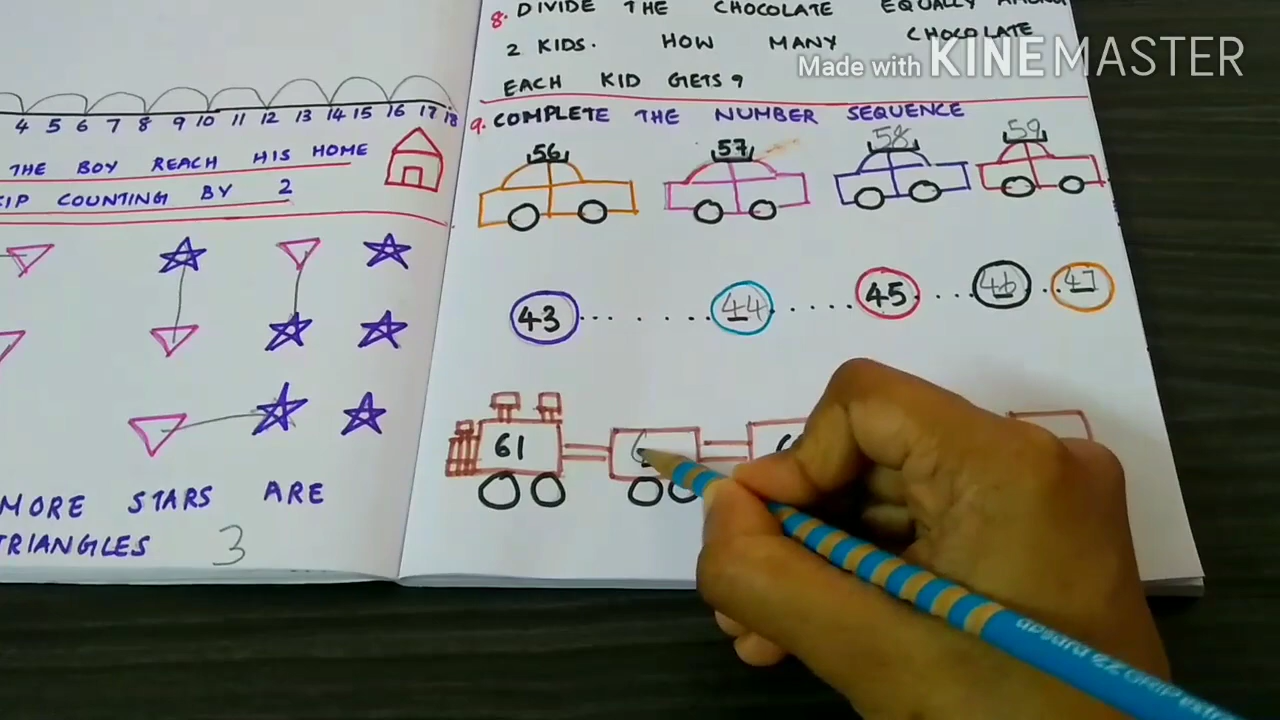 4 5 6 7 8 9 10 11 12 13 14 15 16 17 18
THE BOY REACH HIS HOME
COUNTING BY 2
MORE STARS ARE
TRIANGLES 3
8. DIVIDE THE CHOCOLATE EQUALLY AMONG
2 KIDS. HOW MANY CHOCOLATE
EACH KID GETS ?
9. COMPLETE THE NUMBER SEQUENCE
56 57 58 59
43 44 45 46 47
61 6
Made with KINEMASTER